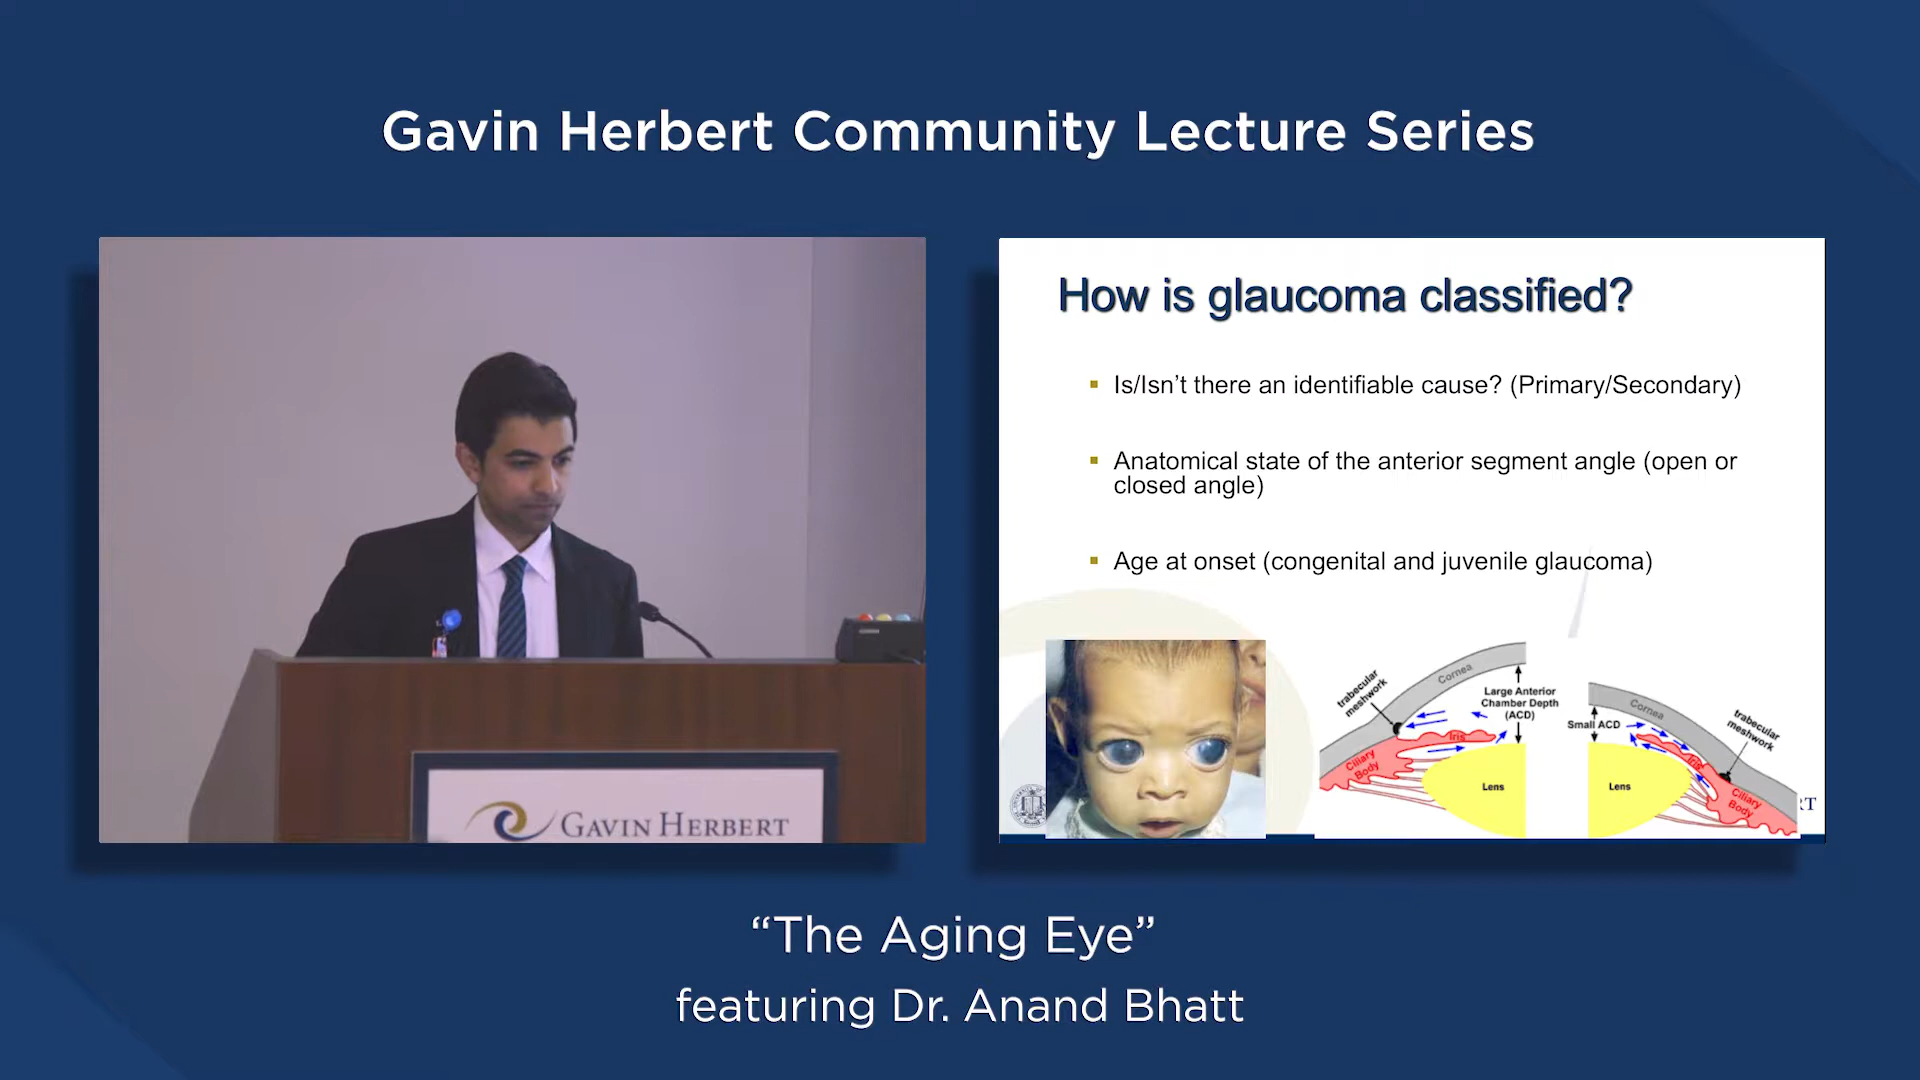 Gavin Herbert Community Lecture Series
GAVIN HERBERT
How is glaucoma classified?
Is/Isn’t there an identifiable cause? (Primary/Secondary)
Anatomical state of the anterior segment angle (open or
closed angle)
Age at onset (congenital and juvenile glaucoma)
trabecular
meshwork
Cornea
Large Anterior
Chamber Depth
(ACD)
Iris
Ciliary
Body
Lens
Small ACD
Cornea
trabecular
meshwork
Iris
Lens
Ciliary
Body
RT
“The Aging Eye”
featuring Dr. Anand Bhatt